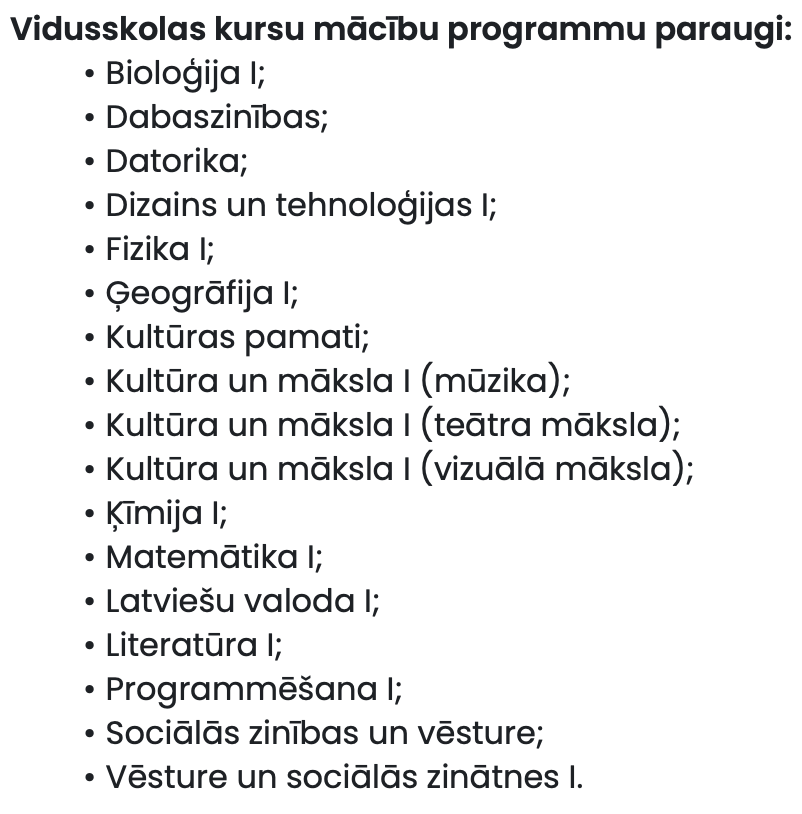 Vidusskolas kursu mācību programmu paraugi:
• Bioloģija I;
• Dabaszinības;
• Datorika;
• Dizains un tehnoloģijas I;
• Fizika I;
• Ģeogrāfija I;
• Kultūras pamati;
• Kultūra un māksla I (mūzika);
• Kultūra un māksla I (teātra māksla);
• Kultūra un māksla I (vizuālā māksla);
• Ķīmija I;
• Matemātika I;
• Latviešu valoda I;
• Literatūra I;
• Programmēšana I;
• Sociālās zinības un vēsture;
• Vēsture un sociālās zinātnes I.